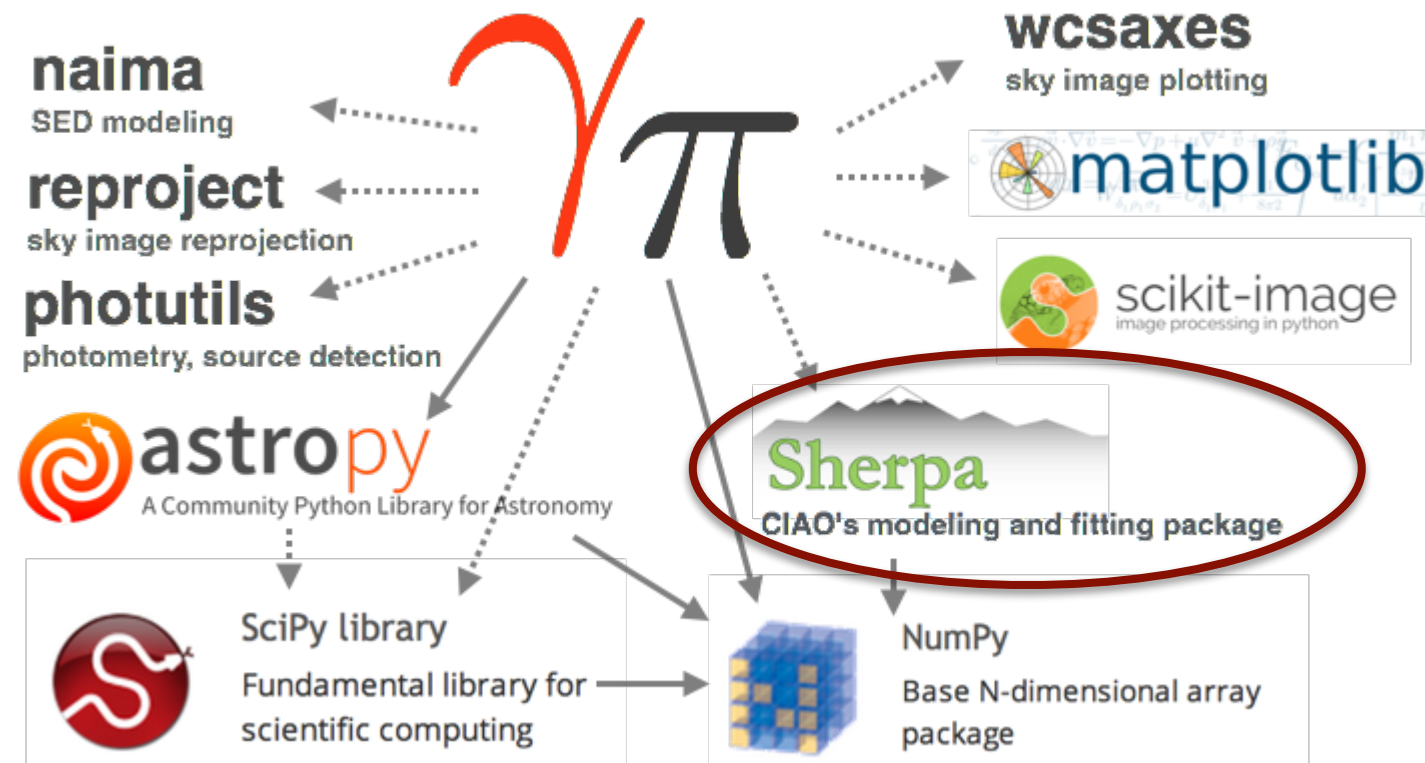 naima
SED modeling
reproject
sky image reprojection
photutils
photometry, source detection
γπ
wcsaxes
sky image plotting
matplotlib
scikit-image
image processing in python
astropy
A Community Python Library for Astronomy
Sherpa
CIAO's modeling and fitting package
SciPy library
Fundamental library for
scientific computing
NumPy
Base N-dimensional array
package